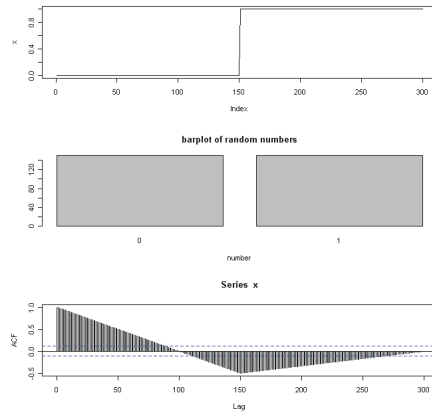 x
0.0 0.4 0.8
0 50 100 150 200 250 300
Index
barplot of random numbers
0 40 80 120
0 1
number
Series x
ACF
-0.5 0.0 0.5 1.0
0 50 100 150 200 250 300
Lag